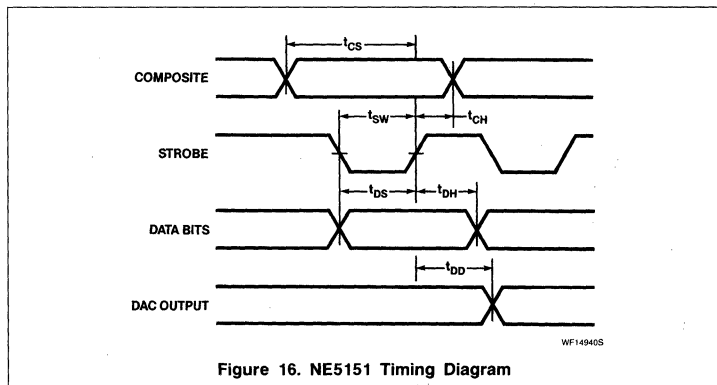 tCS
COMPOSITE
tSW
tCH
STROBE
tDS
tDH
DATA BITS
tDD
DAC OUTPUT
WF14940S
Figure 16. NE5151 Timing Diagram